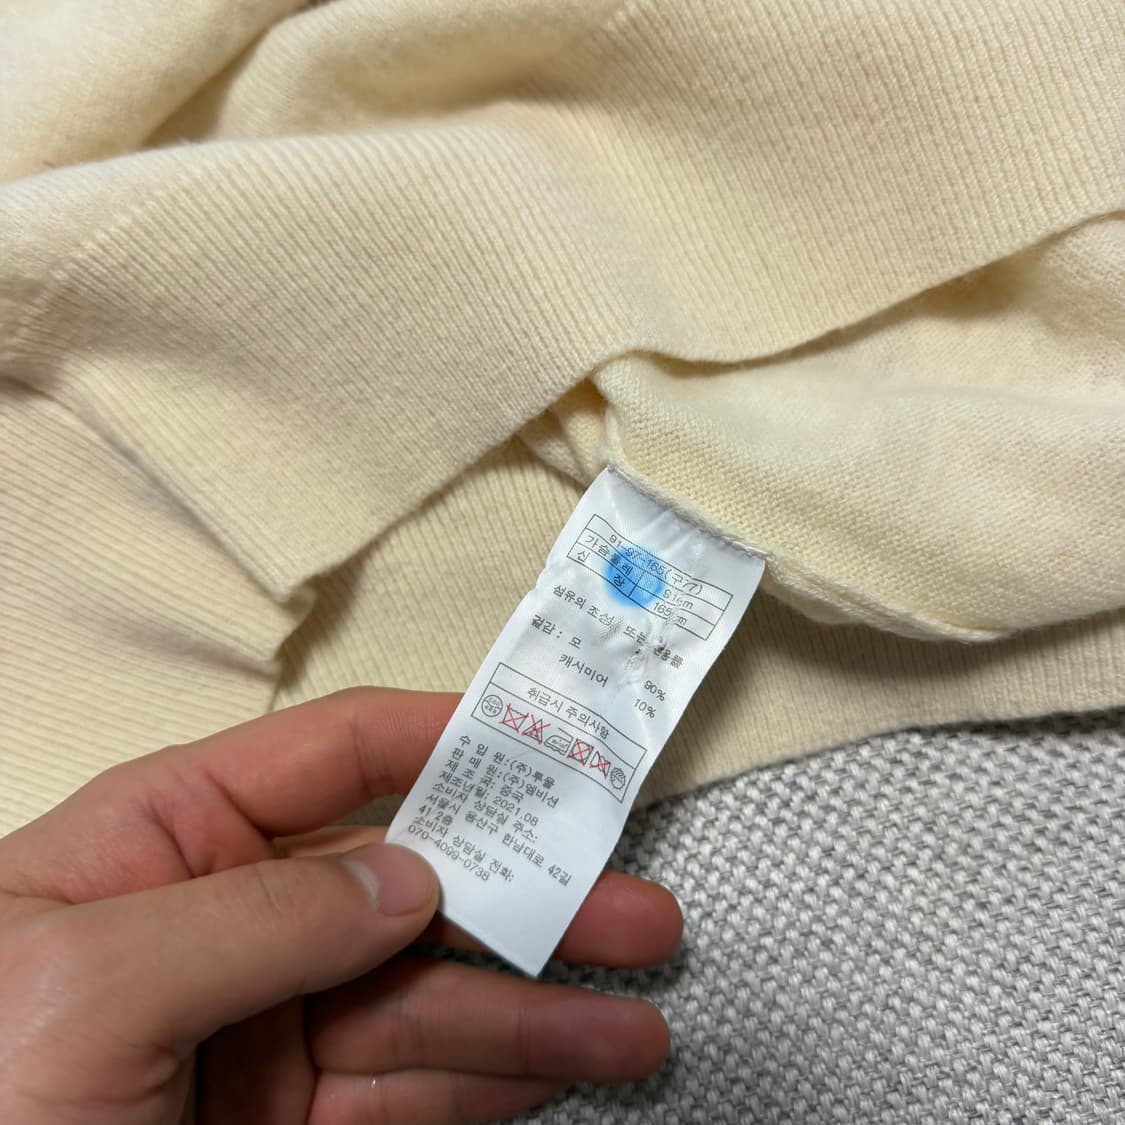 91-97-165(구77)
가슴둘레 91cm
신 장 165cm
섬유의 조성 또는 혼용률
겉감 : 모 90%
캐시미어 10%
취급시 주의사항
수 입 원:(주)투울
판 매 원:(주)엠비션
제 조 국: 중국
제조년월: 2021.08
소비자 상담실 주소:
서울시 용산구 한남대로 42길
41 2층
소비자 상담실 전화:
070-4099-0738